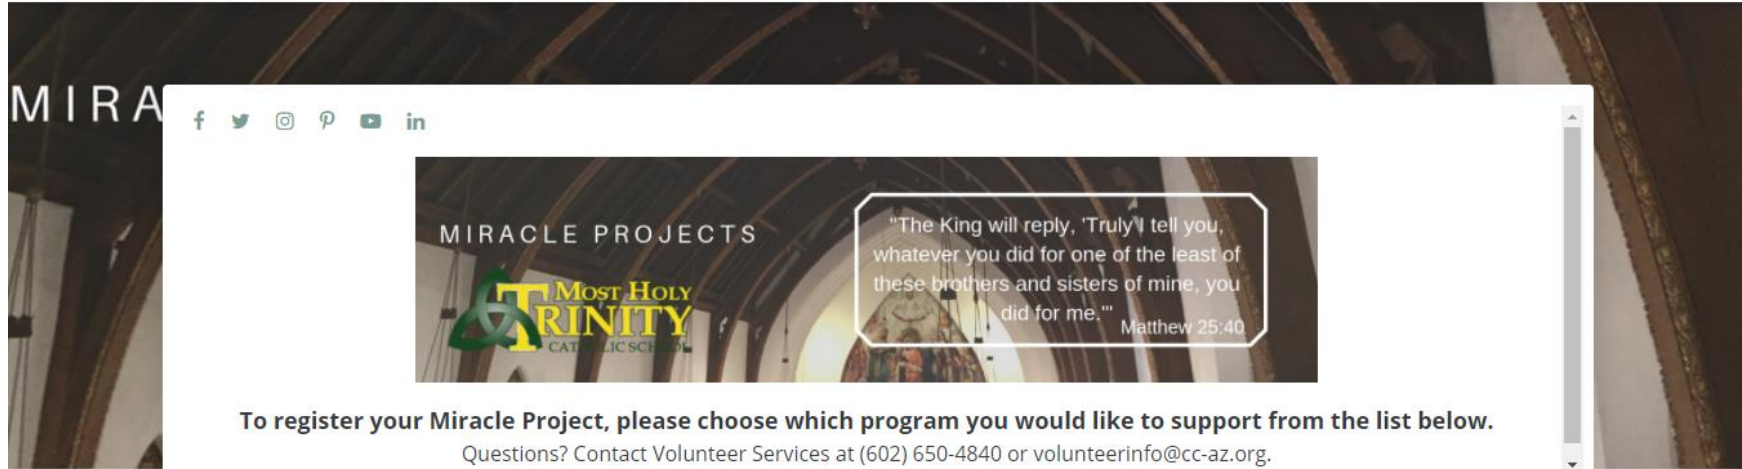 MIRA
MIRACLE PROJECTS
MOST HOLY
TRINITY
CATHOLIC SCHOOL
"The King will reply, 'Truly I tell you,
whatever you did for one of the least of
these brothers and sisters of mine, you
did for me.'"
Matthew 25:40
To register your Miracle Project, please choose which program you would like to support from the list below.
Questions? Contact Volunteer Services at (602) 650-4840 or volunteerinfo@cc-az.org.